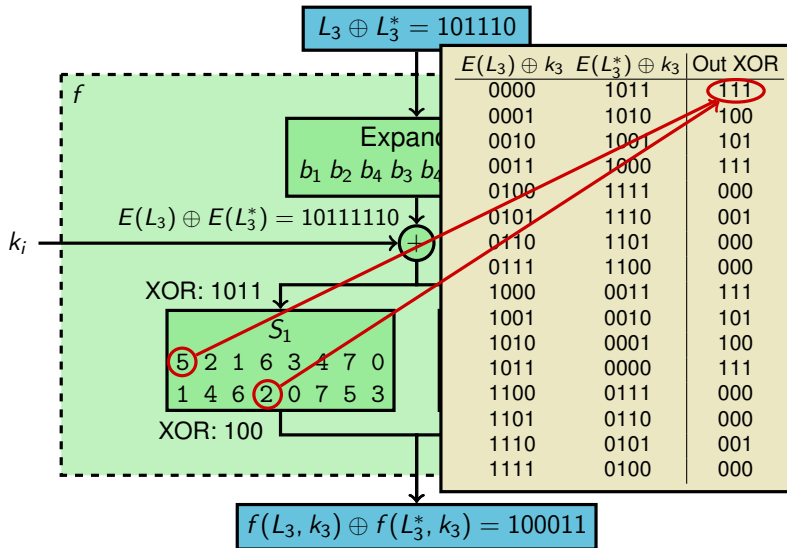 L₃ ⊕ L₃* = 101110
f
Expan
b₁ b₂ b₄ b₃ b₄
E(L₃) ⊕ E(L₃*) = 10111110
kᵢ
+
XOR: 1011
S₁
5 2 1 6 3 4 7 0
1 4 6 2 0 7 5 3
XOR: 100
f(L₃, k₃) ⊕ f(L₃*, k₃) = 100011
E(L₃) ⊕ k₃ E(L₃*) ⊕ k₃ Out XOR
0000 1011 111
0001 1010 100
0010 1001 101
0011 1000 111
0100 1111 000
0101 1110 001
0110 1101 000
0111 1100 000
1000 0011 111
1001 0010 101
1010 0001 100
1011 0000 111
1100 0111 000
1101 0110 000
1110 0101 001
1111 0100 000